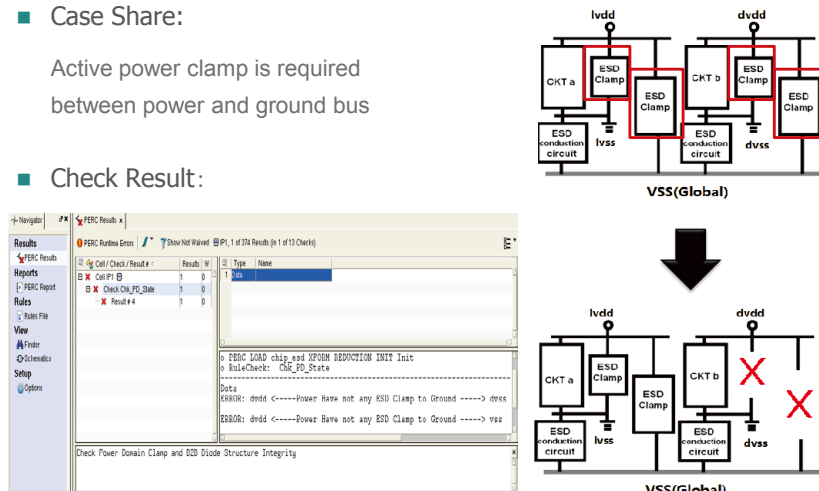 Case Share:
Active power clamp is required
between power and ground bus
Check Result:
lvdd
dvdd
CKT a
ESD
Clamp
ESD
Clamp
CKT b
ESD
Clamp
ESD
Clamp
ESD
conduction
circuit
lvss
ESD
conduction
circuit
dvss
VSS(Global)
Navigator
PERC Results x
Results
PERC Results
Reports
PERC Report
Rules
Rules File
View
Finder
Schematics
Setup
Options
PERC Runtime Errors
Show Not Waived
IP1, 1 of 374 Results (in 1 of 13 Checks)
Cell / Check / Result #
Results
W
Cell IP1
1
0
Check Chk_PD_State
1
0
Result # 4
1
0
Type
Name
1
Data
o PERC LOAD chip_esd XFORM REDUCTION INIT Init
o RuleCheck: Chk_PD_State
Data
ERROR: dvdd <-----Power Have not any ESD Clamp to Ground -----> dvss
ERROR: dvdd <-----Power Have not any ESD Clamp to Ground -----> vss
Check Power Domain Clamp and B2B Diode Structure Integrity
lvdd
dvdd
CKT a
ESD
Clamp
ESD
Clamp
CKT b
X
X
ESD
conduction
circuit
lvss
ESD
conduction
circuit
dvss
VSS(Global)